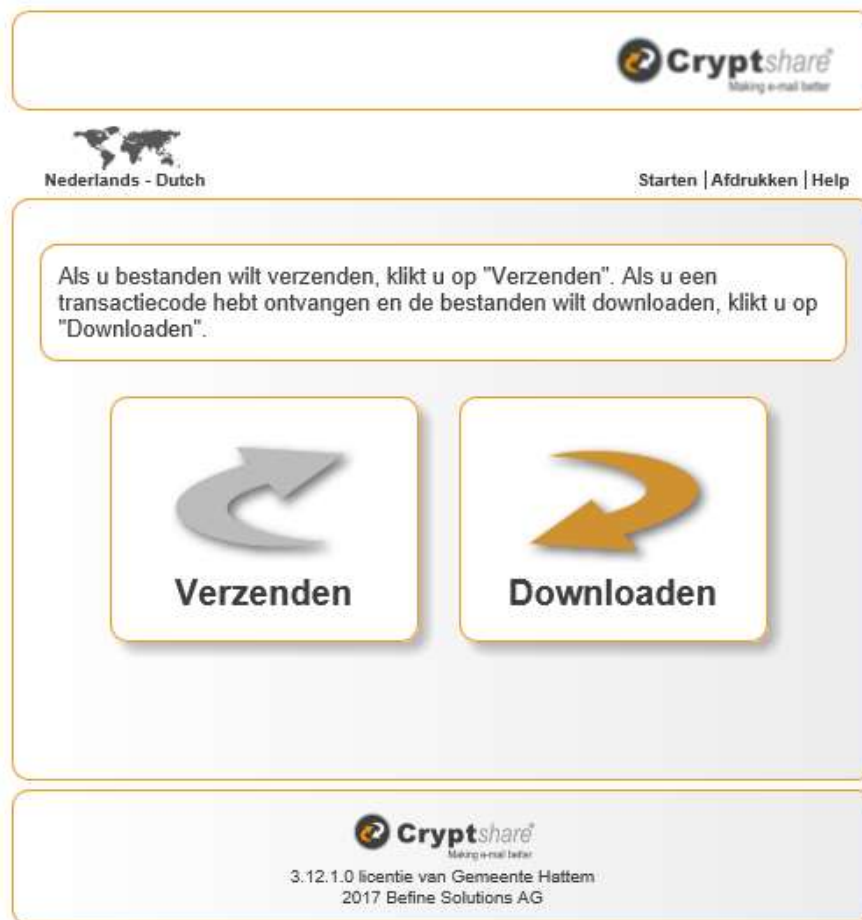 Cryptshare®
Making e-mail better
Nederlands - Dutch
Starten | Afdrukken | Help
Als u bestanden wilt verzenden, klikt u op "Verzenden". Als u een
transactiecode hebt ontvangen en de bestanden wilt downloaden, klikt u op
"Downloaden".
Verzenden
Downloaden
Cryptshare®
Making e-mail better
3.12.1.0 licentie van Gemeente Hattem
2017 Befine Solutions AG